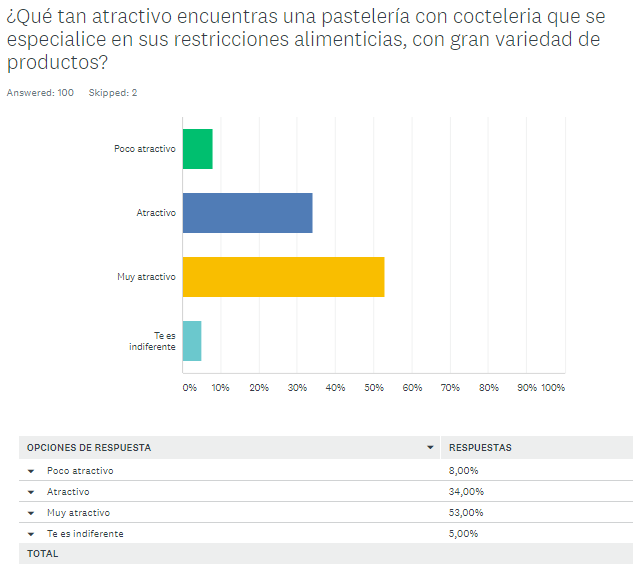 ¿Qué tan atractivo encuentras una pastelería con cocteleria que se
especialice en sus restricciones alimenticias, con gran variedad de
productos?
Answered: 100 Skipped: 2
Poco atractivo
Atractivo
Muy atractivo
Te es
indiferente
0% 10% 20% 30% 40% 50% 60% 70% 80% 90% 100%
OPCIONES DE RESPUESTA RESPUESTAS
Poco atractivo 8,00%
Atractivo 34,00%
Muy atractivo 53,00%
Te es indiferente 5,00%
TOTAL